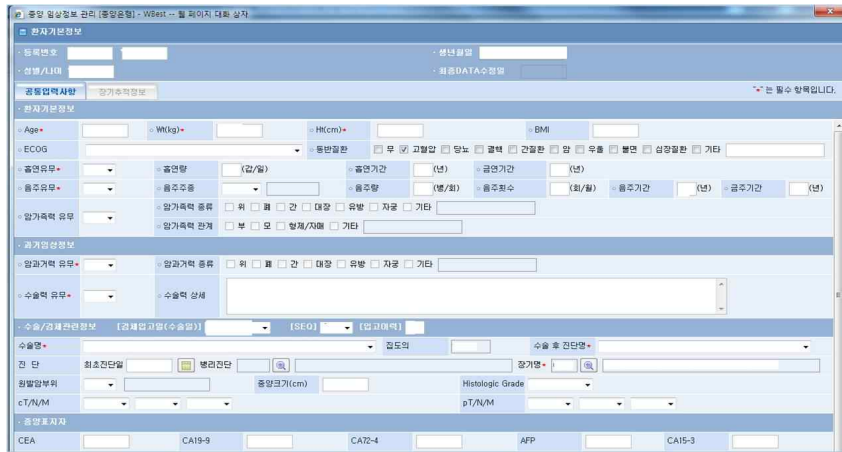 종양 임상정보 관리 [종양은행] - WBest -- 웹 페이지 대화 상자
환자기본정보
등록번호 생년월일
성별/나이 최종DATA수정일
공통입력사항 장기추적정보 "*"는 필수 항목입니다.
환자기본정보
Age* Wt(kg)* Ht(cm)* BMI
ECOG 동반질환 무 고혈압 당뇨 결핵 간질환 암 우울 불면 심장질환 기타
흡연유무* 흡연량 (갑/일) 흡연기간 (년) 금연기간 (년)
음주유무* 음주주종 음주량 (병/회) 음주횟수 (회/월) 음주기간 (년) 금주기간 (년)
암가족력 유무 암가족력 종류 위 폐 간 대장 유방 자궁 기타
암가족력 관계 부 모 형제/자매 기타
과거임상정보
암과거력 유무* 암과거력 종류 위 폐 간 대장 유방 자궁 기타
수술력 유무* 수술력 상세
수술/검체관련정보 [검체입고일(수술일)] [SEQ] [입고이력]
수술명* 집도의 수술 후 진단명*
진 단 최초진단일 병리진단 장기명*
원발암부위 종양크기(cm) Histologic Grade
cT/N/M pT/N/M
종양표지자
CEA CA19-9 CA72-4 AFP CA15-3